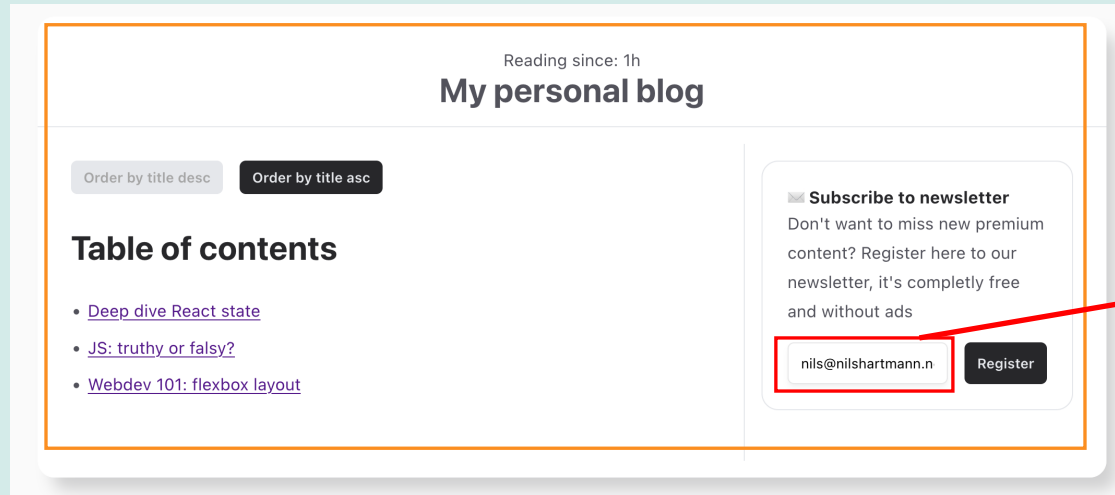 Reading since: 1h
My personal blog
Order by title desc
Order by title asc
Table of contents
Deep dive React state
JS: truthy or falsy?
Webdev 101: flexbox layout
Subscribe to newsletter
Don't want to miss new premium
content? Register here to our
newsletter, it's completly free
and without ads
nils@nilshartmann.n
Register